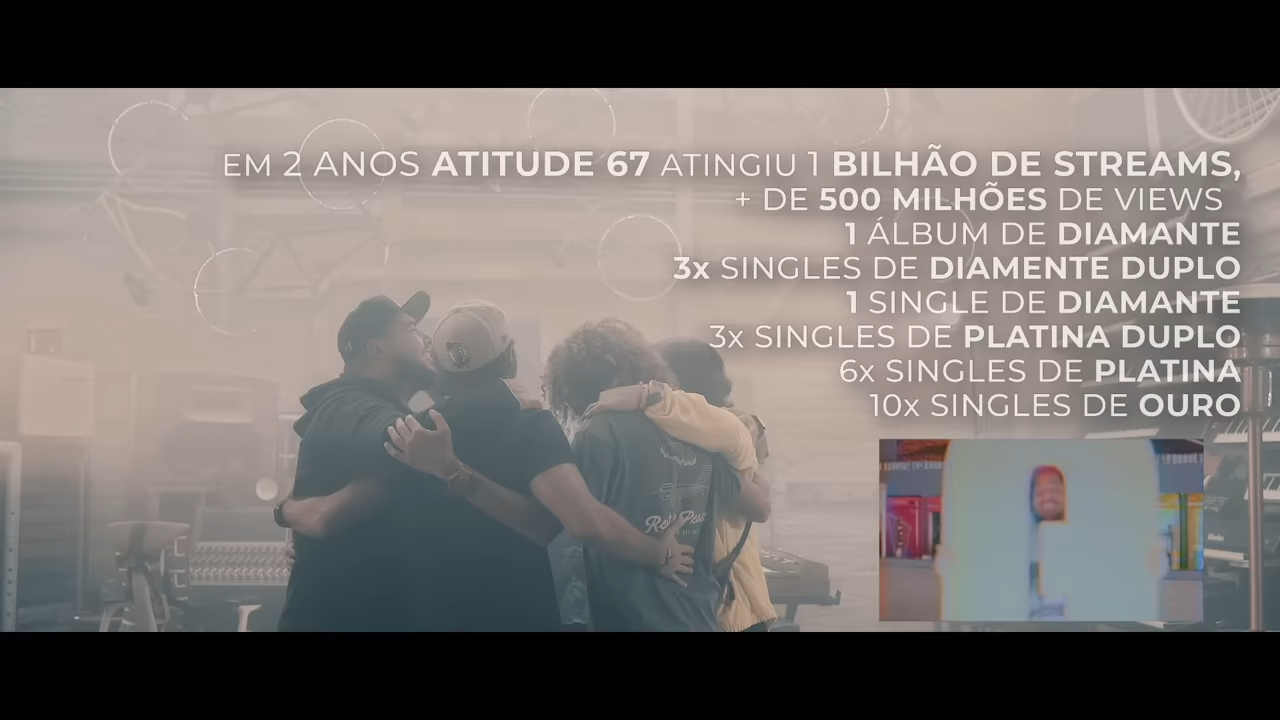 EM 2 ANOS ATITUDE 67 ATINGIU 1 BILHÃO DE STREAMS,
+ DE 500 MILHÕES DE VIEWS
1 ÁLBUM DE DIAMANTE
3x SINGLES DE DIAMENTE DUPLO
1 SINGLE DE DIAMANTE
3x SINGLES DE PLATINA DUPLO
6x SINGLES DE PLATINA
10x SINGLES DE OURO